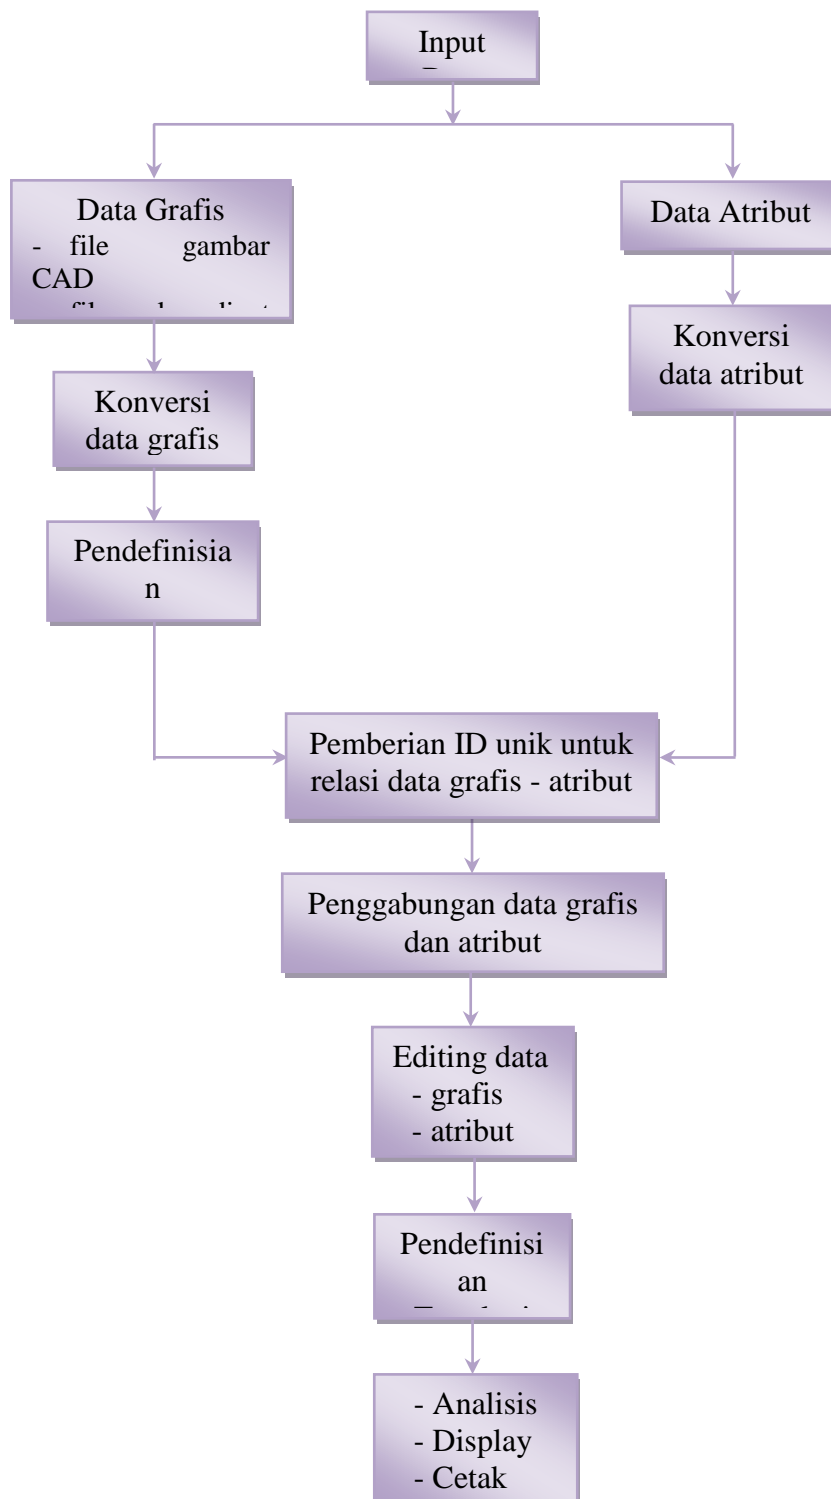 Input
Data Grafis
- file gambar
CAD
Data Atribut
Konversi
data grafis
Konversi
data atribut
Pendefinisia
n
Pemberian ID unik untuk
relasi data grafis - atribut
Penggabungan data grafis
dan atribut
Editing data
- grafis
- atribut
Pendefinisi
an
- Analisis
- Display
- Cetak